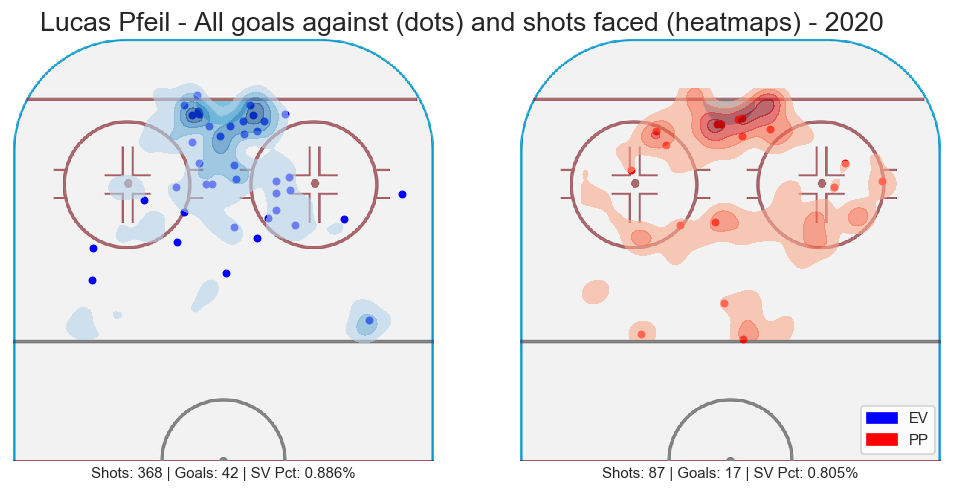 Lucas Pfeil - All goals against (dots) and shots faced (heatmaps) - 2020
EV
PP
Shots: 368 | Goals: 42 | SV Pct: 0.886%
Shots: 87 | Goals: 17 | SV Pct: 0.805%